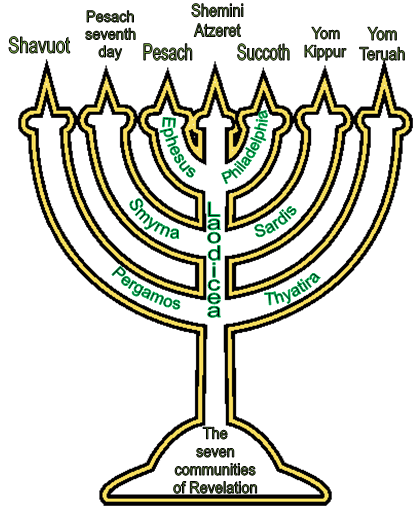 Shavuot
Pesach
seventh
day
Pesach
Shemini
Atzeret
Succoth
Yom
Kippur
Yom
Teruah
Ephesus
Philadelphia
Smyrna
Sardis
Pergamos
Thyatira
Laodicea
The
seven
communities
of Revelation